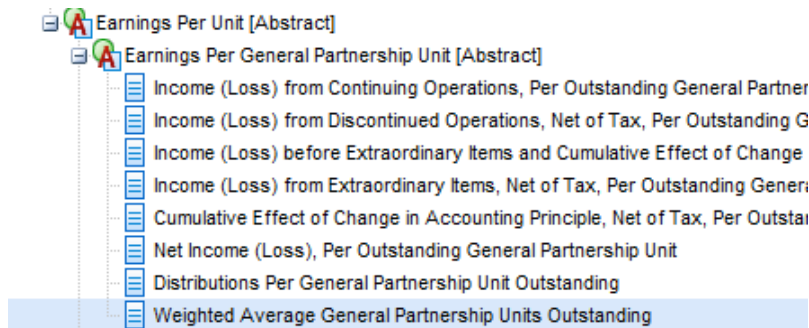 Earnings Per Unit [Abstract]
Earnings Per General Partnership Unit [Abstract]
Income (Loss) from Continuing Operations, Per Outstanding General
Income (Loss) from Discontinued Operations, Net of Tax, Per Outstanding
Income (Loss) before Extraordinary Items and Cumulative Effect of Change
Income (Loss) from Extraordinary Items, Net of Tax, Per Outstanding
Cumulative Effect of Change in Accounting Principle, Net of Tax, Per
Net Income (Loss), Per Outstanding General Partnership Unit
Distributions Per General Partnership Unit Outstanding
Weighted Average General Partnership Units Outstanding